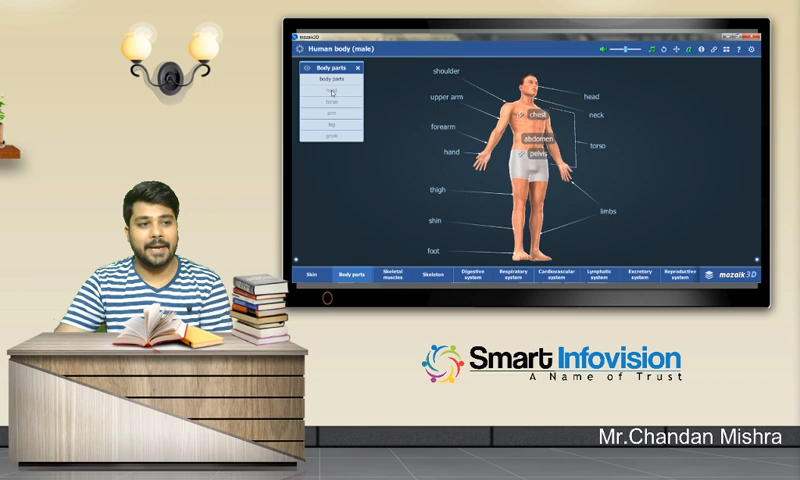 mozaik3D
Human body (male)
Body parts
body parts
head
torso
arm
leg
groin
shoulder
upper arm
forearm
hand
thigh
shin
foot
head
neck
chest
torso
abdomen
pelvis
limbs
Skin
Body parts
Skeletal
muscles
Skeleton
Digestive
system
Respiratory
system
Cardiovascular
system
Lymphatic
system
Excretory
system
Reproductive
system
mozaik3D
Smart Infovision
A Name of Trust
Mr.Chandan Mishra